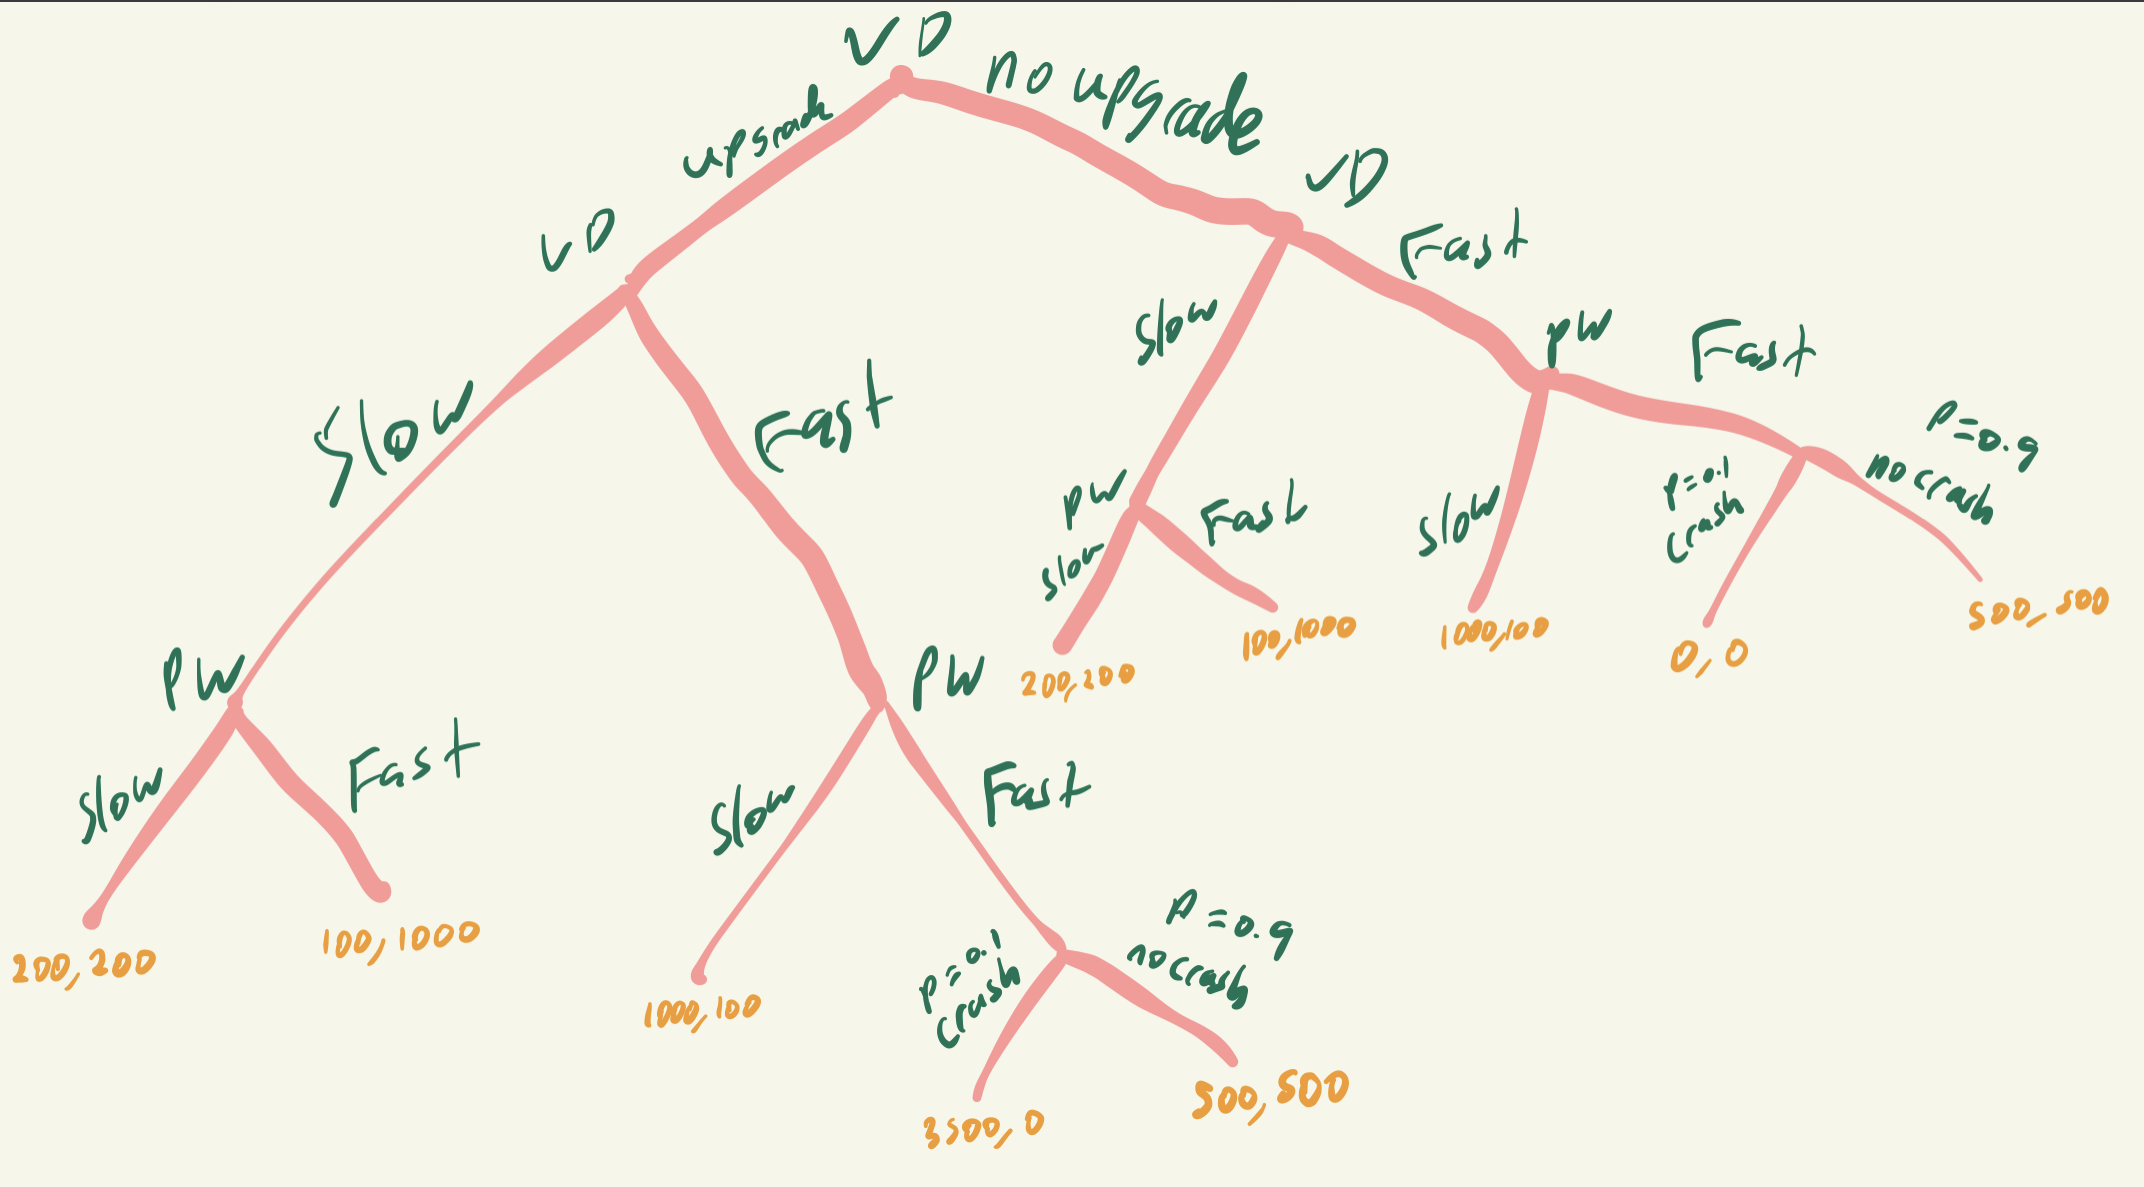 VD
no upgrade
upgrade
VD
VD
Fast
Slow
PW
Fast
P=0.9
no crash
P=0.1
crash
Slow
Fast
PW
Fast
slow
slow
0,0
500,500
1000,100
100,1000
200,200
PW
PW
slow
Fast
Slow
Fast
P=0.9
no crash
P=0.1
crash
200,200
100,1000
1000,100
3500,0
500,500